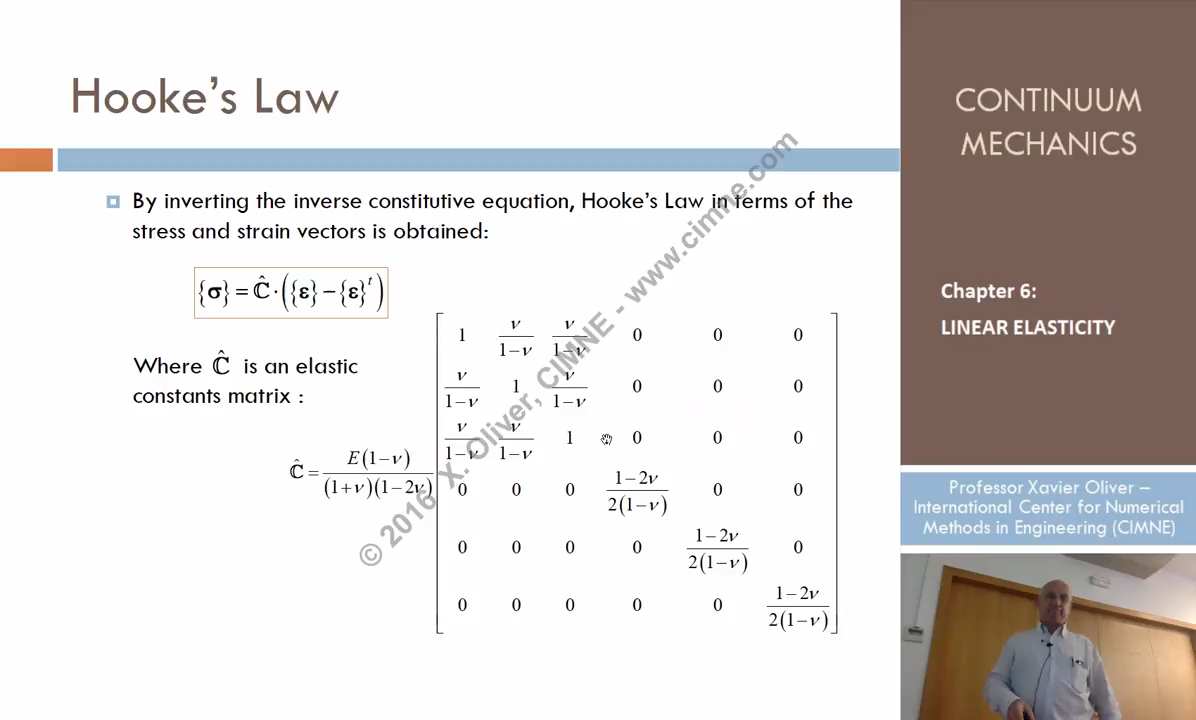 Hooke's Law
By inverting the inverse constitutive equation, Hooke's Law in terms of the
stress and strain vectors is obtained:
{σ} = Ĉ · ({ε} − {ε}^t)
Where Ĉ is an elastic
constants matrix :
Ĉ = E(1−ν) / (1+ν)(1−2ν)
1 ν/1−ν ν/1−ν 0 0 0
ν/1−ν 1 ν/1−ν 0 0 0
ν/1−ν ν/1−ν 1 0 0 0
0 0 0 1−2ν/2(1−ν) 0 0
0 0 0 0 1−2ν/2(1−ν) 0
0 0 0 0 0 1−2ν/2(1−ν)
© 2016 X. Oliver, CIMNE - www.cimne.com
CONTINUUM
MECHANICS
Chapter 6:
LINEAR ELASTICITY
Professor Xavier Oliver –
International Center for Numerical
Methods in Engineering (CIMNE)